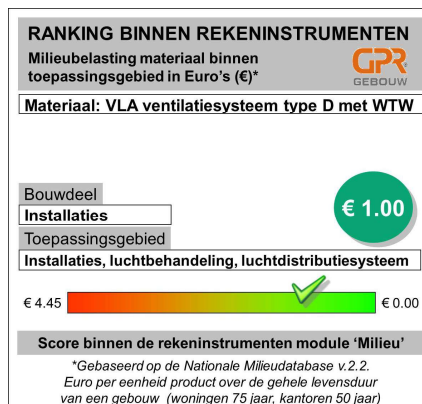 RANKING BINNEN REKENINSTRUMENTEN
Milieubelasting materiaal binnen
toepassingsgebied in Euro's (€)*
GPR
GEBOUW
Materiaal: VLA ventilatiesysteem type D met WTW
Bouwdeel
Installaties
€ 1.00
Toepassingsgebied
Installaties, luchtbehandeling, luchtdistributiesysteem
€ 4.45
€ 0.00
Score binnen de rekeninstrumenten module ‘Milieu’
*Gebaseerd op de Nationale Milieudatabase v.2.2.
Euro per eenheid product over de gehele levensduur
van een gebouw (woningen 75 jaar, kantoren 50 jaar)